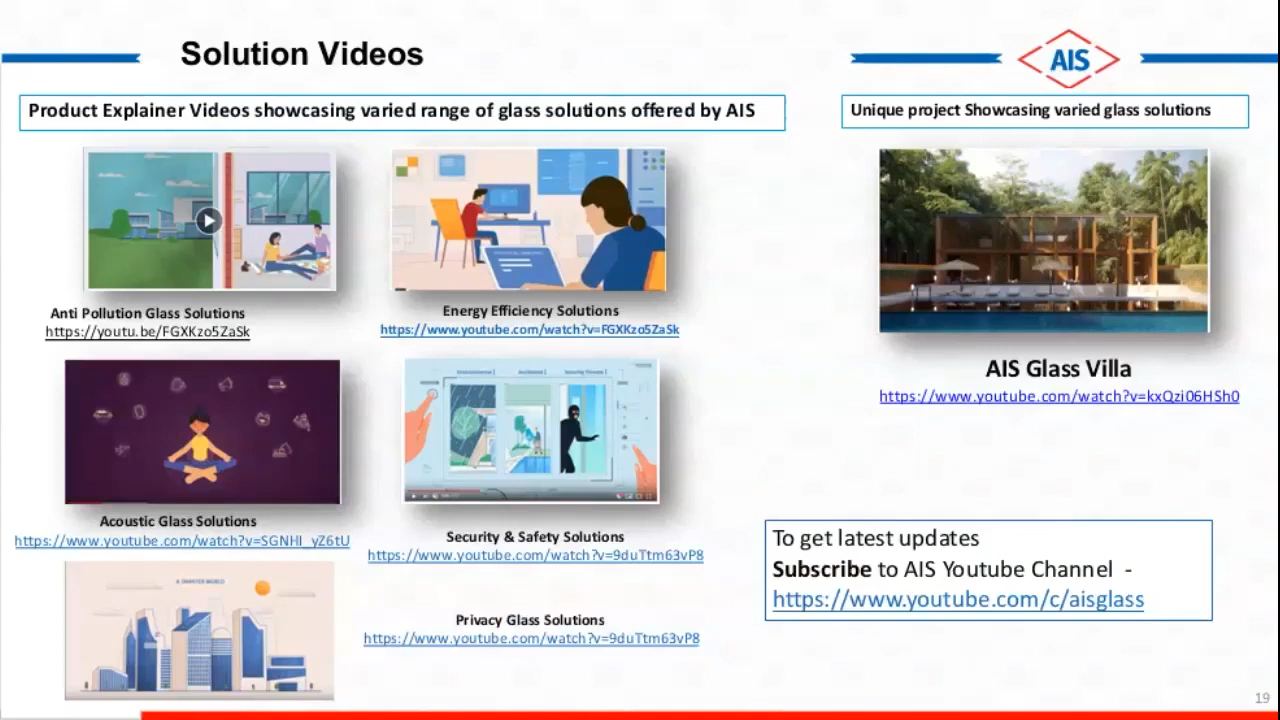 Solution Videos
AIS
Product Explainer Videos showcasing varied range of glass solutions offered by AIS
Unique project Showcasing varied glass solutions
Anti Pollution Glass Solutions
https://youtu.be/FGXKzo5ZaSk
Energy Efficiency Solutions
https://www.youtube.com/watch?v=FGXKzo5ZaSk
AIS Glass Villa
https://www.youtube.com/watch?v=kxQzi06HSh0
Acoustic Glass Solutions
https://www.youtube.com/watch?v=SGNHI_yZ6tU
Security & Safety Solutions
https://www.youtube.com/watch?v=9duTtm63vP8
To get latest updates
Subscribe to AIS Youtube Channel -
https://www.youtube.com/c/aisglass
A SMARTER WORLD
Privacy Glass Solutions
https://www.youtube.com/watch?v=9duTtm63vP8
19